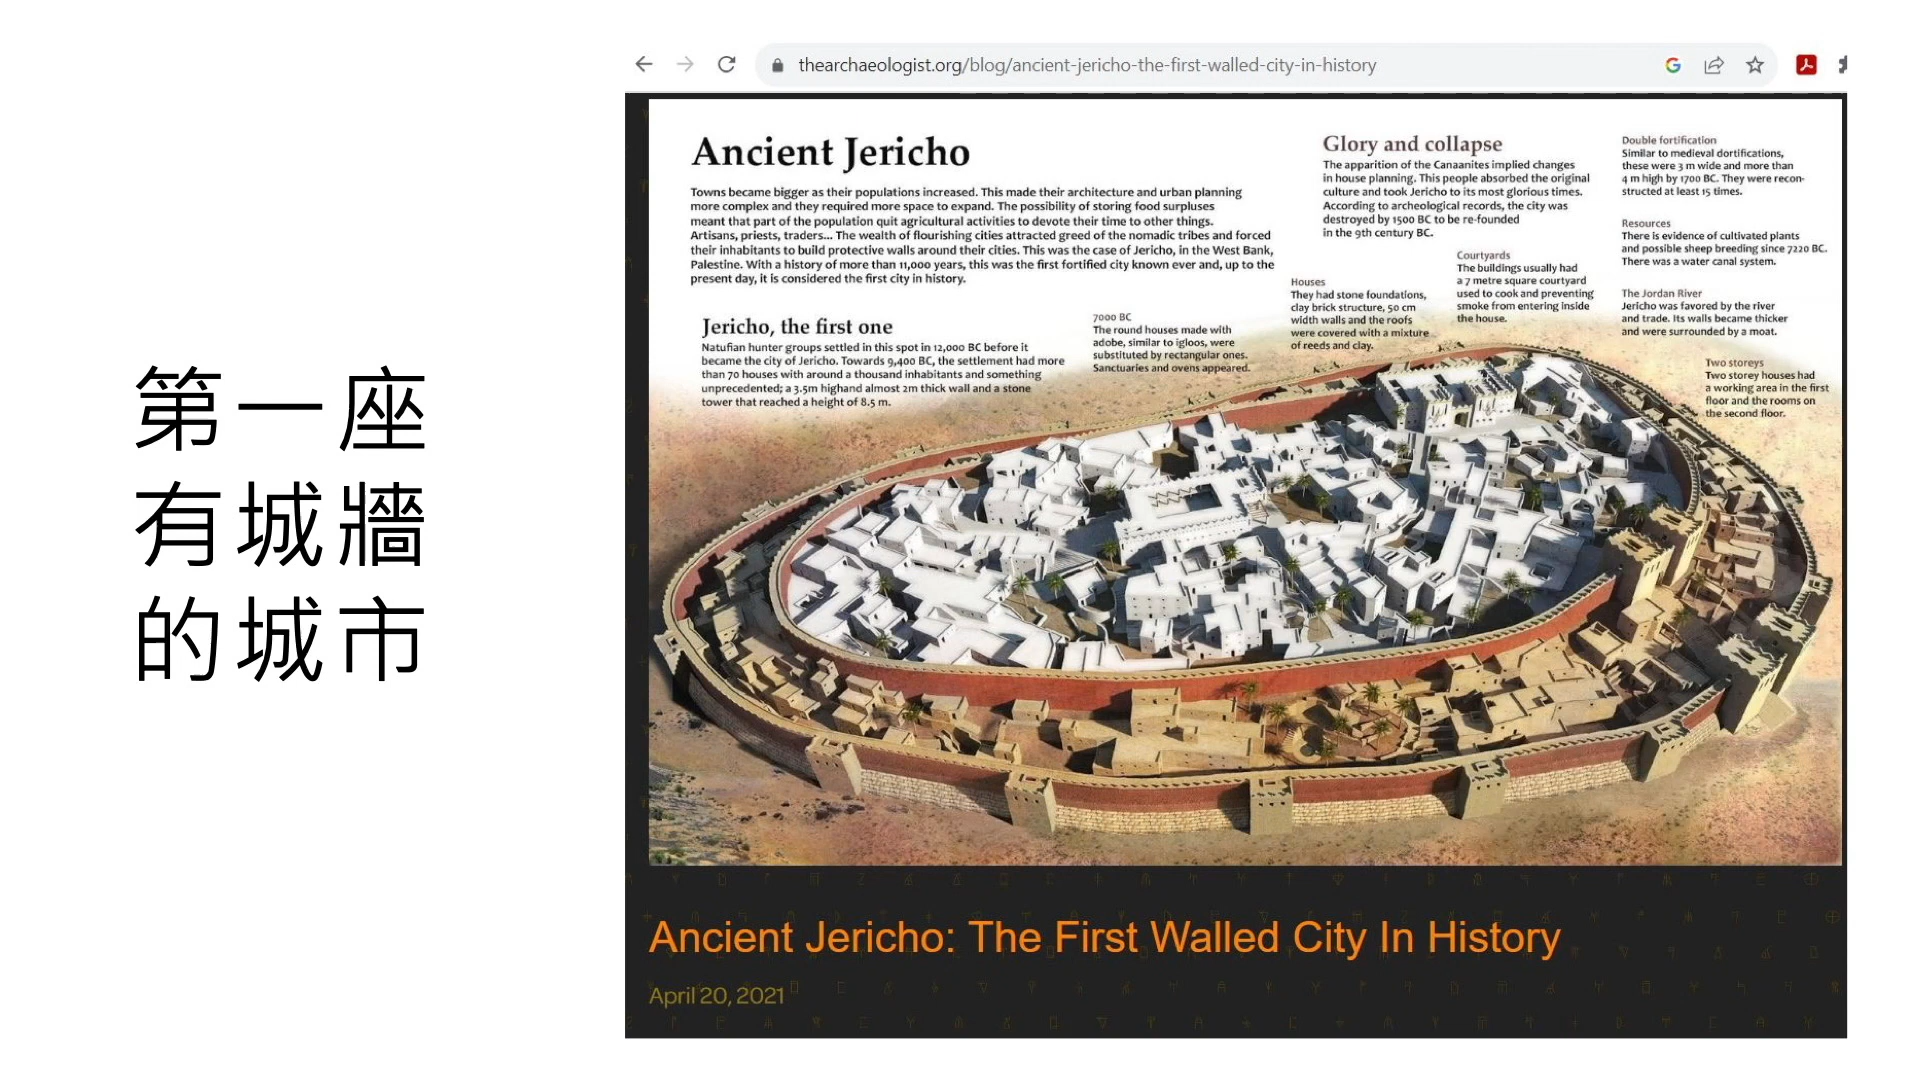 第一座
有城牆
的城市
thearchaeologist.org/blog/ancient-jericho-the-first-walled-city-in-history
Ancient Jericho
Towns became bigger as their populations increased. This made their architecture and urban planning
more complex and they required more space to expand. The possibility of storing food surpluses
meant that part of the population quit agricultural activities to devote their time to other things.
Artisans, priests, traders... The wealth of flourishing cities attracted greed of the nomadic tribes and forced
their inhabitants to build protective walls around their cities. This was the case of Jericho, in the West Bank,
Palestine. With a history of more than 11,000 years, this was the first fortified city known ever and, up to the
present day, it is considered the first city in history.
Jericho, the first one
Natufian hunter groups settled in this spot in 12,000 BC before it
became the city of Jericho. Towards 9,400 BC, the settlement had more
than 70 houses with around a thousand inhabitants and something
unprecedented; a 3.5m highand almost 2m thick wall and a stone
tower that reached a height of 8.5 m.
7000 BC
The round houses made with
adobe, similar to igloos, were
substituted by rectangular ones.
Sanctuaries and ovens appeared.
Glory and collapse
The apparition of the Canaanites implied changes
in house planning. This people absorbed the original
culture and took Jericho to its most glorious times.
According to archeological records, the city was
destroyed by 1500 BC to be re-founded
in the 9th century BC.
Houses
They had stone foundations,
clay brick structure, 50 cm
width walls and the roofs
were covered with a mixture
of reeds and clay.
Courtyards
The buildings usually had
a 7 metre square courtyard
used to cook and preventing
smoke from entering inside
the house.
Double fortification
Similar to medieval dortifications,
these were 3 m wide and more than
4 m high by 1700 BC. They were recon-
structed at least 15 times.
Resources
There is evidence of cultivated plants
and possible sheep breeding since 7220 BC.
There was a water canal system.
The Jordan River
Jericho was favored by the river
and trade. Its walls became thicker
and were surrounded by a moat.
Two storeys
Two storey houses had
a working area in the first
floor and the rooms on
the second floor.
Ancient Jericho: The First Walled City In History
April 20, 2021